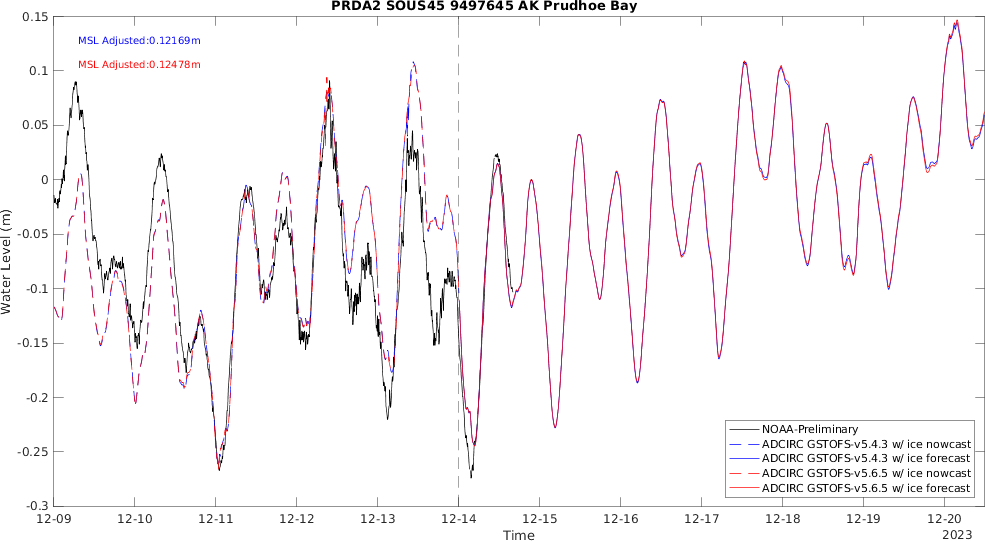 PRDA2 SOUS45 9497645 AK Prudhoe Bay
0.15
MSL Adjusted:0.12169m
MSL Adjusted:0.12478m
0.1
0.05
0
-0.05
-0.1
-0.15
-0.2
-0.25
-0.3
Water Level (m)
NOAA-Preliminary
ADCIRC GSTOFS-v5.4.3 w/ ice nowcast
ADCIRC GSTOFS-v5.4.3 w/ ice forecast
ADCIRC GSTOFS-v5.6.5 w/ ice nowcast
ADCIRC GSTOFS-v5.6.5 w/ ice forecast
12-09 12-10 12-11 12-12 12-13 12-14 12-15 12-16 12-17 12-18 12-19 12-20
Time
2023